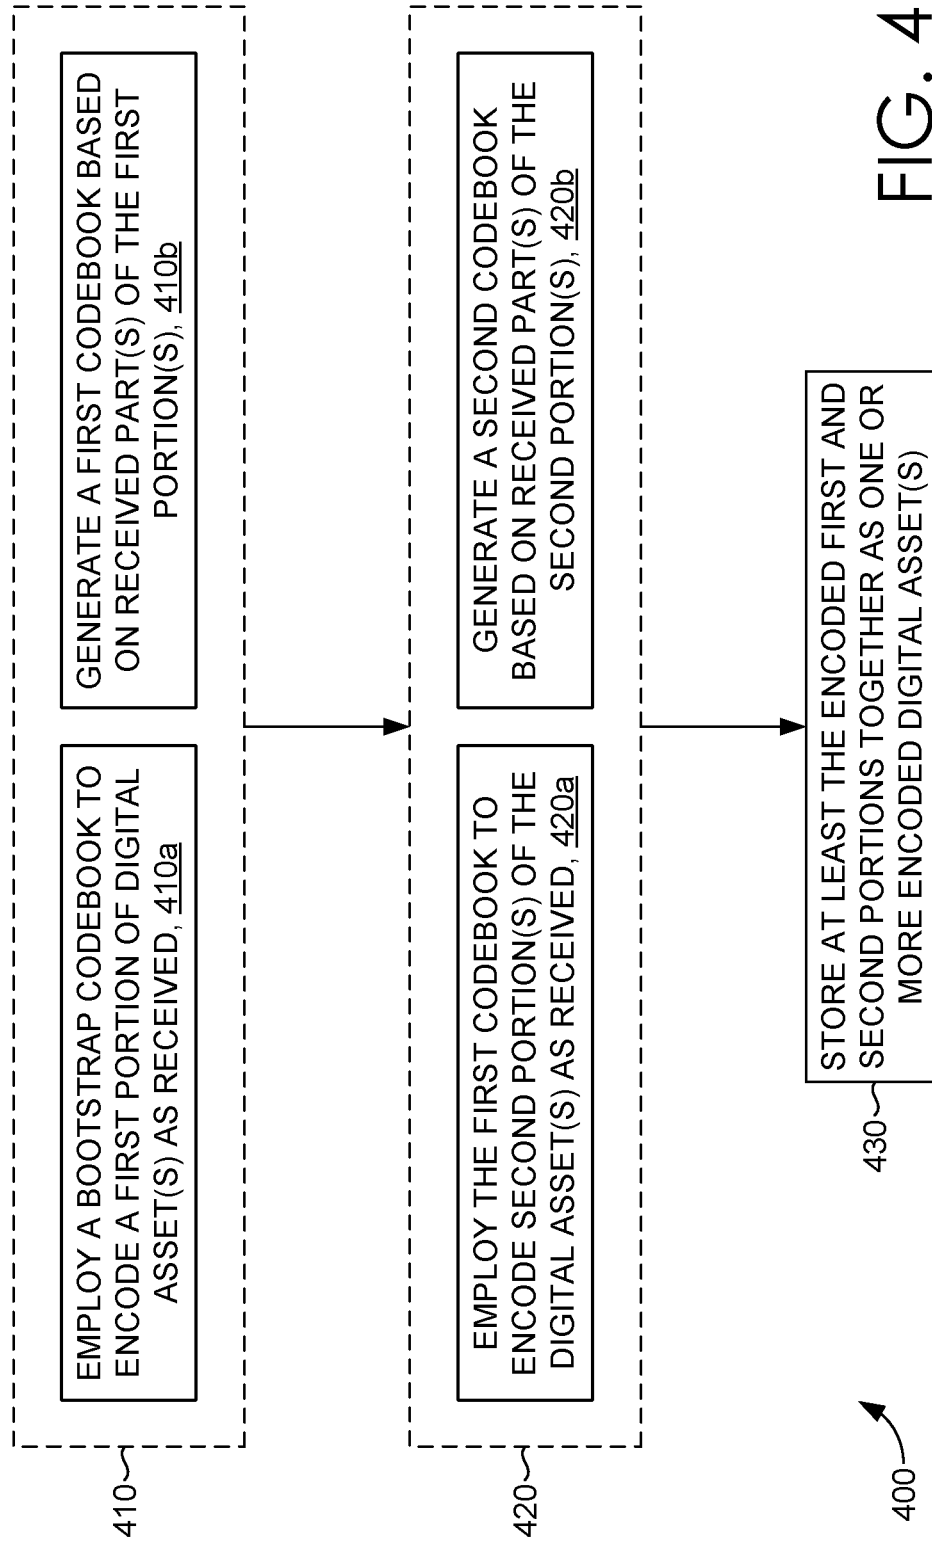 410
EMPLOY A BOOTSTRAP CODEBOOK TO
ENCODE A FIRST PORTION OF DIGITAL
ASSET(S) AS RECEIVED, 410a
GENERATE A FIRST CODEBOOK BASED
ON RECEIVED PART(S) OF THE FIRST
PORTION(S), 410b
420
EMPLOY THE FIRST CODEBOOK TO
ENCODE SECOND PORTION(S) OF THE
DIGITAL ASSET(S) AS RECEIVED, 420a
GENERATE A SECOND CODEBOOK
BASED ON RECEIVED PART(S) OF THE
SECOND PORTION(S), 420b
430
STORE AT LEAST THE ENCODED FIRST AND
SECOND PORTIONS TOGETHER AS ONE OR
MORE ENCODED DIGITAL ASSET(S)
400
FIG. 4